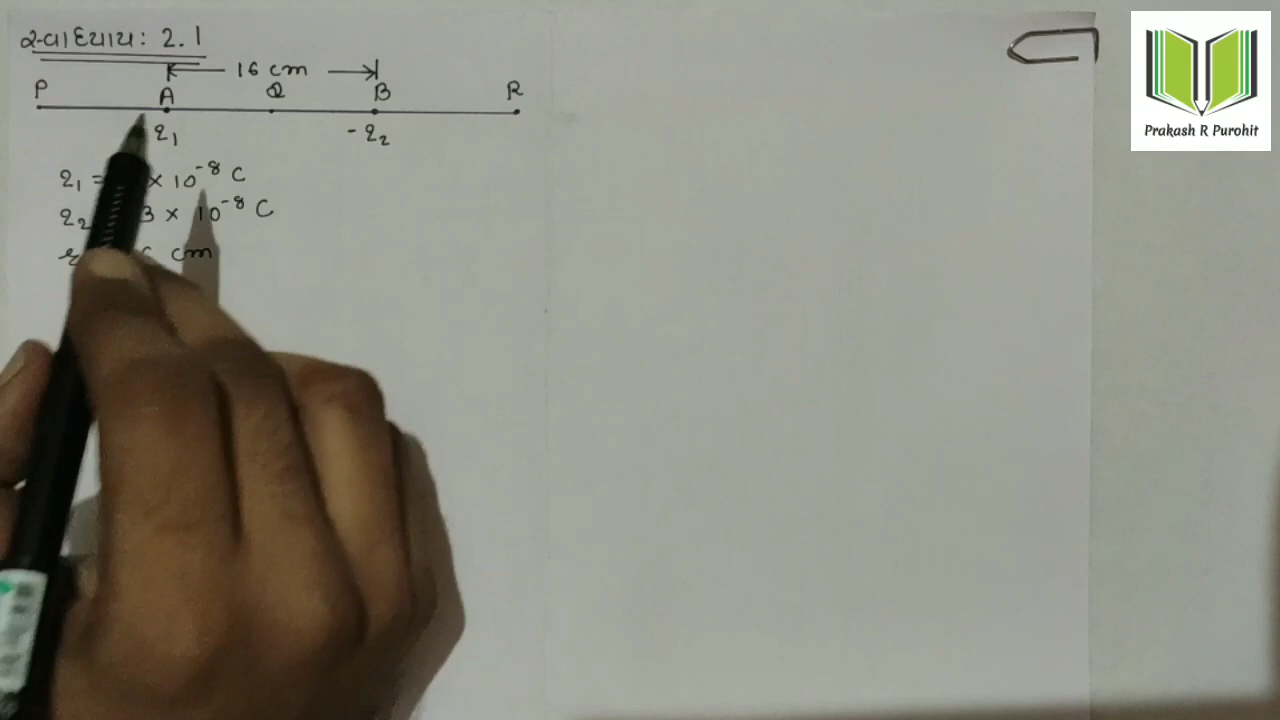 સ્વાધ્યાય: 2.1
16 cm
P A Q B R
q1 -q2
q1 = × 10-8 C
q2 3 × 10-8 C
r cm
Prakash R Purohit